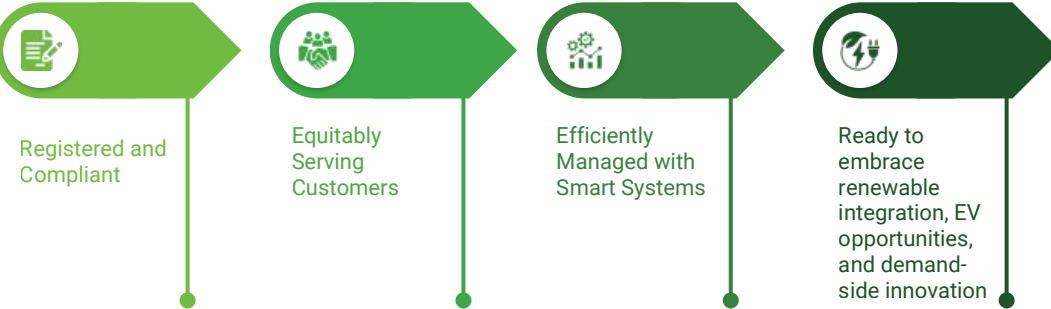 Registered and
Compliant
Equitably
Serving
Customers
Efficiently
Managed with
Smart Systems
Ready to
embrace
renewable
integration, EV
opportunities,
and demand-
side innovation